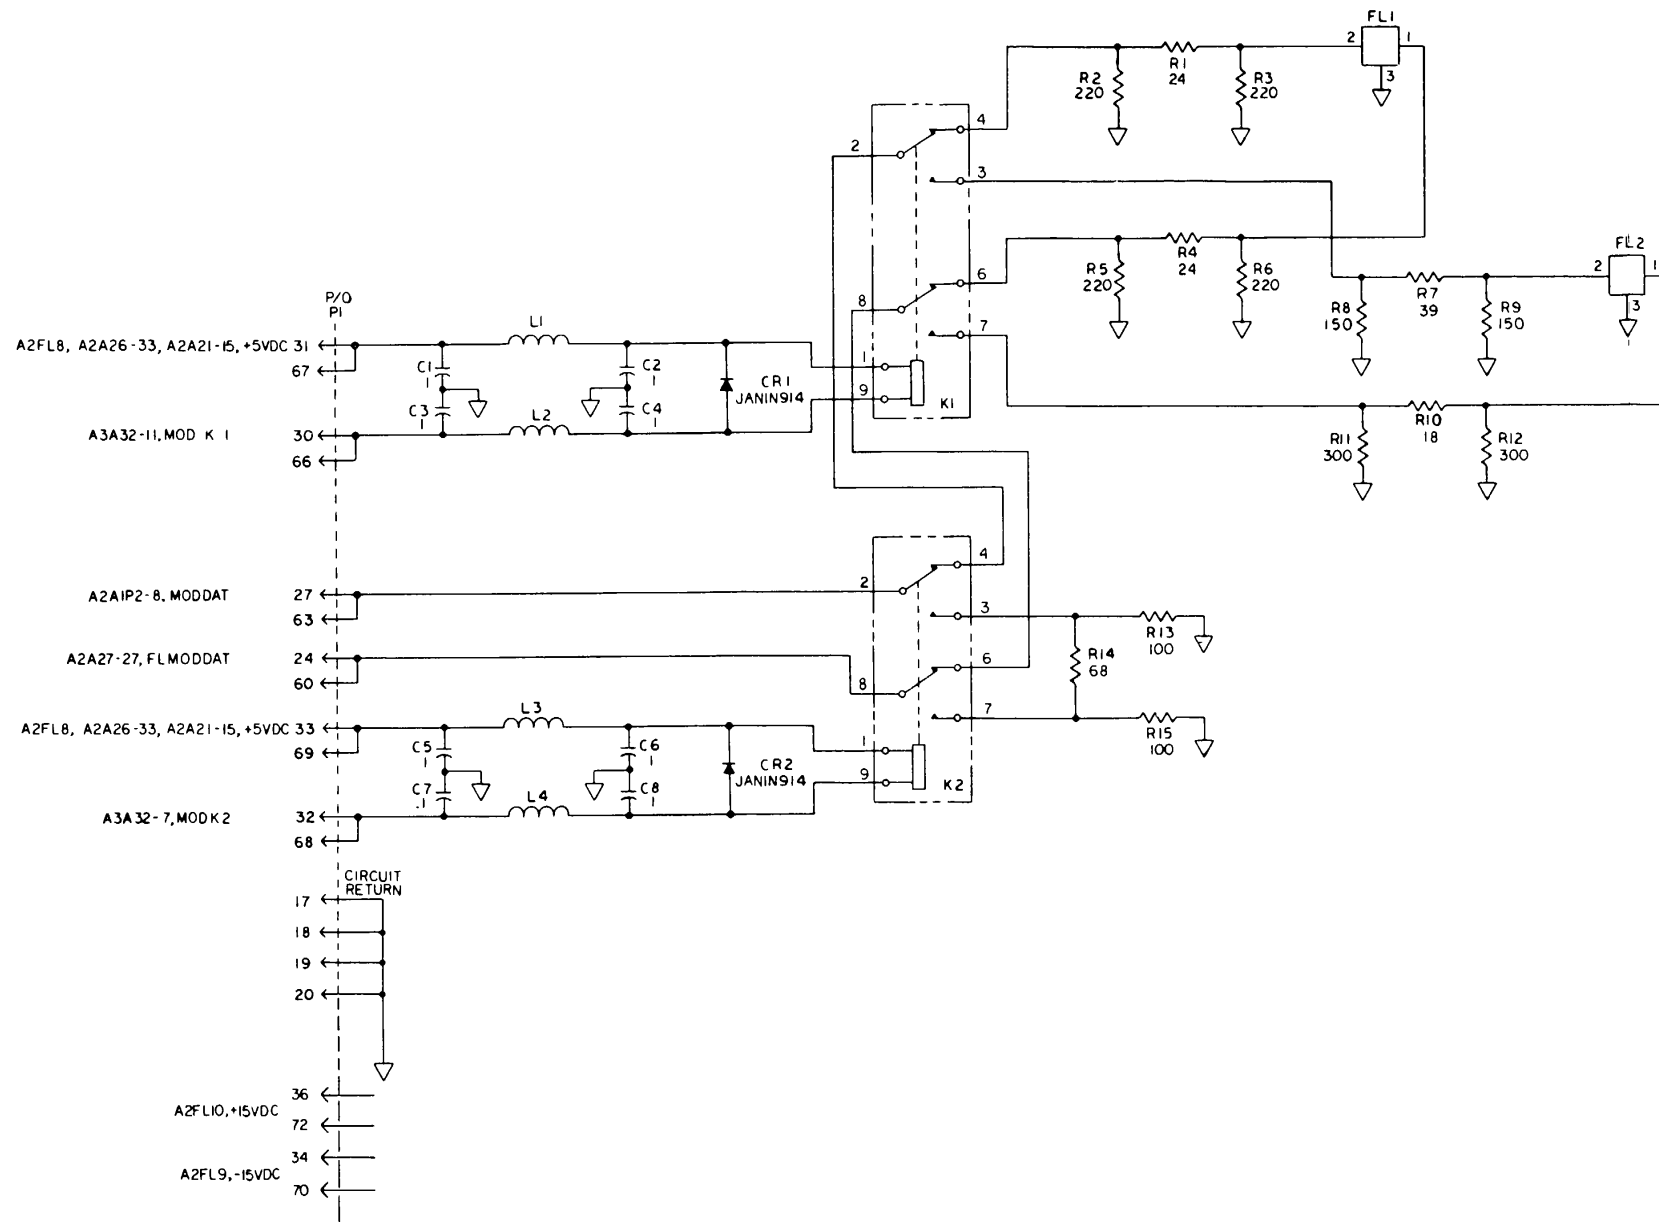 FL1
2
1
3
R1
24
R2
220
R3
220
4
2
3
R4
24
R5
220
R6
220
6
8
7
FL2
2
1
3
R7
39
R8
150
R9
150
P/O
P1
L1
A2FL8, A2A26-33, A2A21-15, +5VDC 31
67
C1
1
C2
1
C3
1
C4
1
CR1
JAN1N914
1
9
K1
L2
A3A32-11, MOD K 1
30
66
R10
18
R11
300
R12
300
4
2
3
A2A1P2-8, MODDAT
27
63
R13
100
R14
68
A2A27-27, FLMODDAT
24
60
6
8
7
R15
100
A2FL8, A2A26-33, A2A21-15, +5VDC 33
69
L3
C5
1
C6
1
C7
.1
C8
1
CR2
JAN1N914
1
9
K2
L4
A3A32-7, MODK2
32
68
CIRCUIT
RETURN
17
18
19
20
36
A2FL10, +15VDC
72
34
A2FL9, -15VDC
70